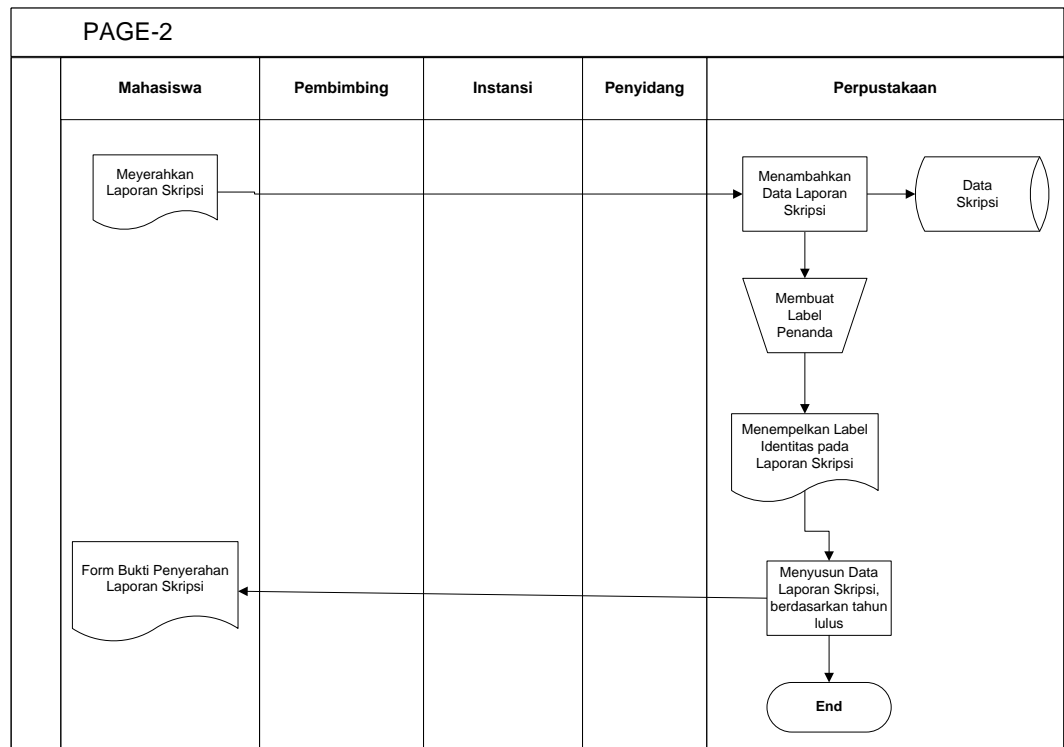 PAGE-2
Mahasiswa
Pembimbing
Instansi
Penyidang
Perpustakaan
Meyerahkan
Laporan Skripsi
Menambahkan
Data Laporan
Skripsi
Data
Skripsi
Membuat
Label
Penanda
Menempelkan Label
Identitas pada
Laporan Skripsi
Form Bukti Penyerahan
Laporan Skripsi
Menyusun Data
Laporan Skripsi,
berdasarkan tahun
lulus
End